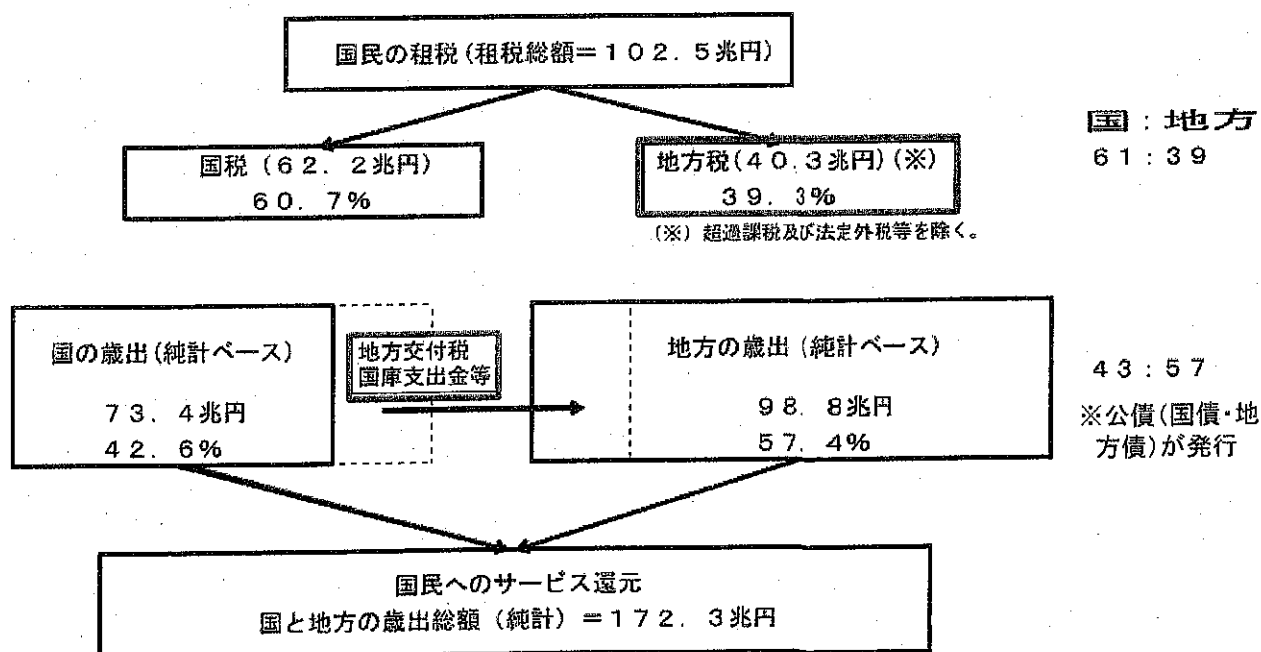 国民の租税(租税総額=102.5兆円)
国:地方
61:39
国税(62.2兆円)
60.7%
地方税(40.3兆円)(※)
39.3%
(※)超過課税及び法定外税等を除く。
国の歳出(純計ベース)
73.4兆円
42.6%
地方交付税
国庫支出金等
地方の歳出(純計ベース)
98.8兆円
57.4%
43:57
※公債(国債・地
方債)が発行
国民へのサービス還元
国と地方の歳出総額(純計)=172.3兆円